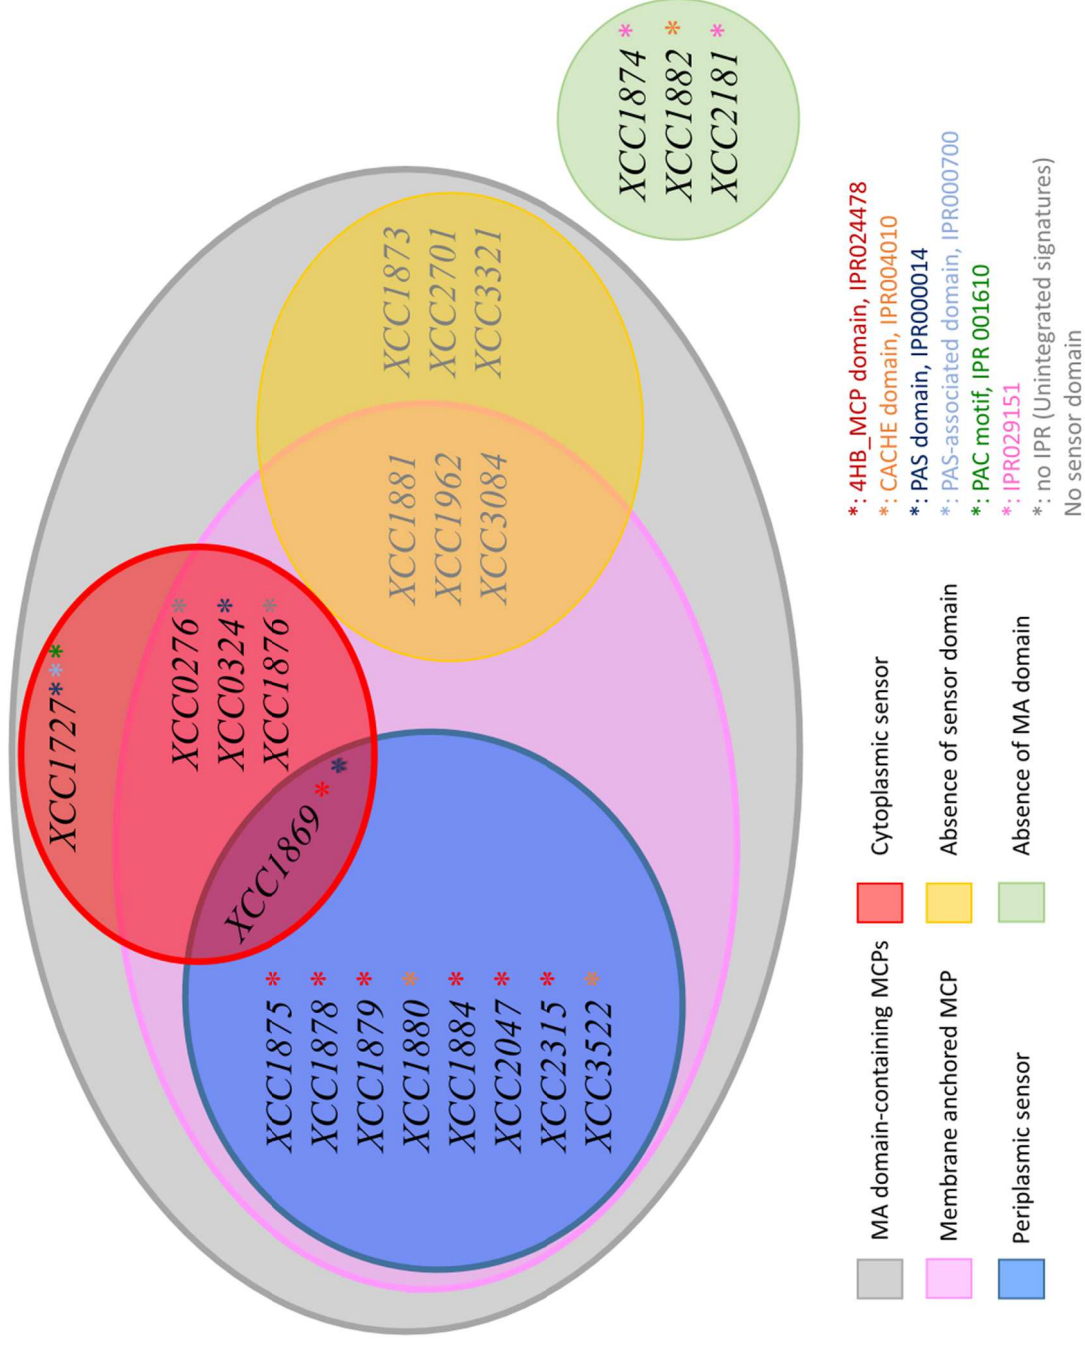 XCC1727***
XCC0276*
XCC0324*
XCC1876*
XCC1869**
XCC1875*
XCC1878*
XCC1879*
XCC1880*
XCC1884*
XCC2047*
XCC2315*
XCC3522*
XCC1881
XCC1962
XCC3084
XCC1873
XCC2701
XCC3321
XCC1874*
XCC1882*
XCC2181*
MA domain-containing MCPs
Membrane anchored MCP
Periplasmic sensor
Cytoplasmic sensor
Absence of sensor domain
Absence of MA domain
*: 4HB_MCP domain, IPR024478
*: CACHE domain, IPR004010
*: PAS domain, IPR000014
*: PAS-associated domain, IPR000700
*: PAC motif, IPR 001610
*: IPR029151
*: no IPR (Unintegrated signatures)
No sensor domain